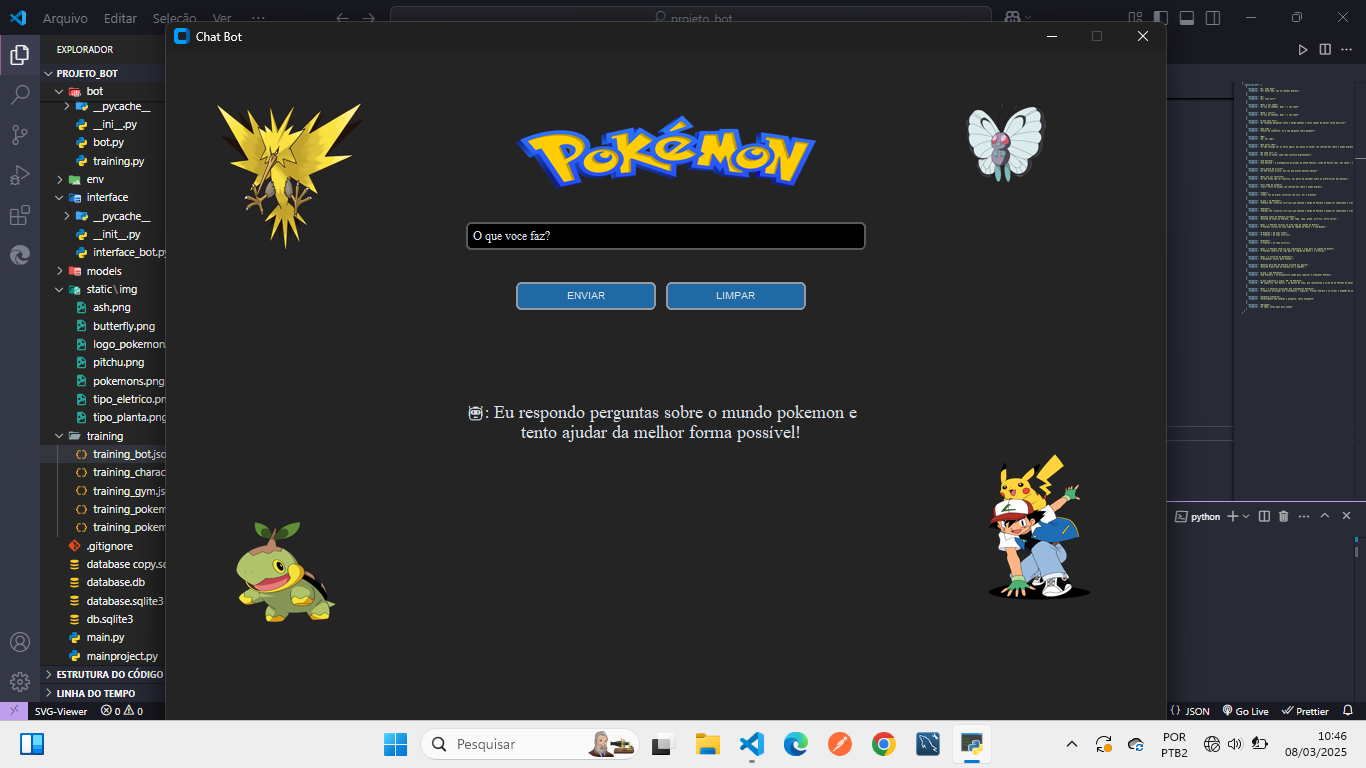 Arquivo Editar Seleção Ver ···
projeto_bot
Chat Bot
EXPLORADOR
PROJETO_BOT
bot
__pycache__
__ini__.py
bot.py
training.py
env
interface
__pycache__
__init__.py
interface_bot.py
models
static\img
ash.png
butterfly.png
logo_pokemon
pitchu.png
pokemons.png
tipo_eletrico.pn
tipo_planta.png
training
training_bot.jso
training_charac
training_gym.js
training_pokem
training_pokem
.gitignore
database copy.sq
database.db
database.sqlite3
db.sqlite3
main.py
mainproject.py
ESTRUTURA DO CÓDIGO
LINHA DO TEMPO
POKéMON
O que voce faz?
ENVIAR LIMPAR
: Eu respondo perguntas sobre o mundo pokemon e
tento ajudar da melhor forma possível!
python
SVG-Viewer 0 0
{} JSON Go Live Prettier
Pesquisar
POR
PTB2
10:46
08/03/2025